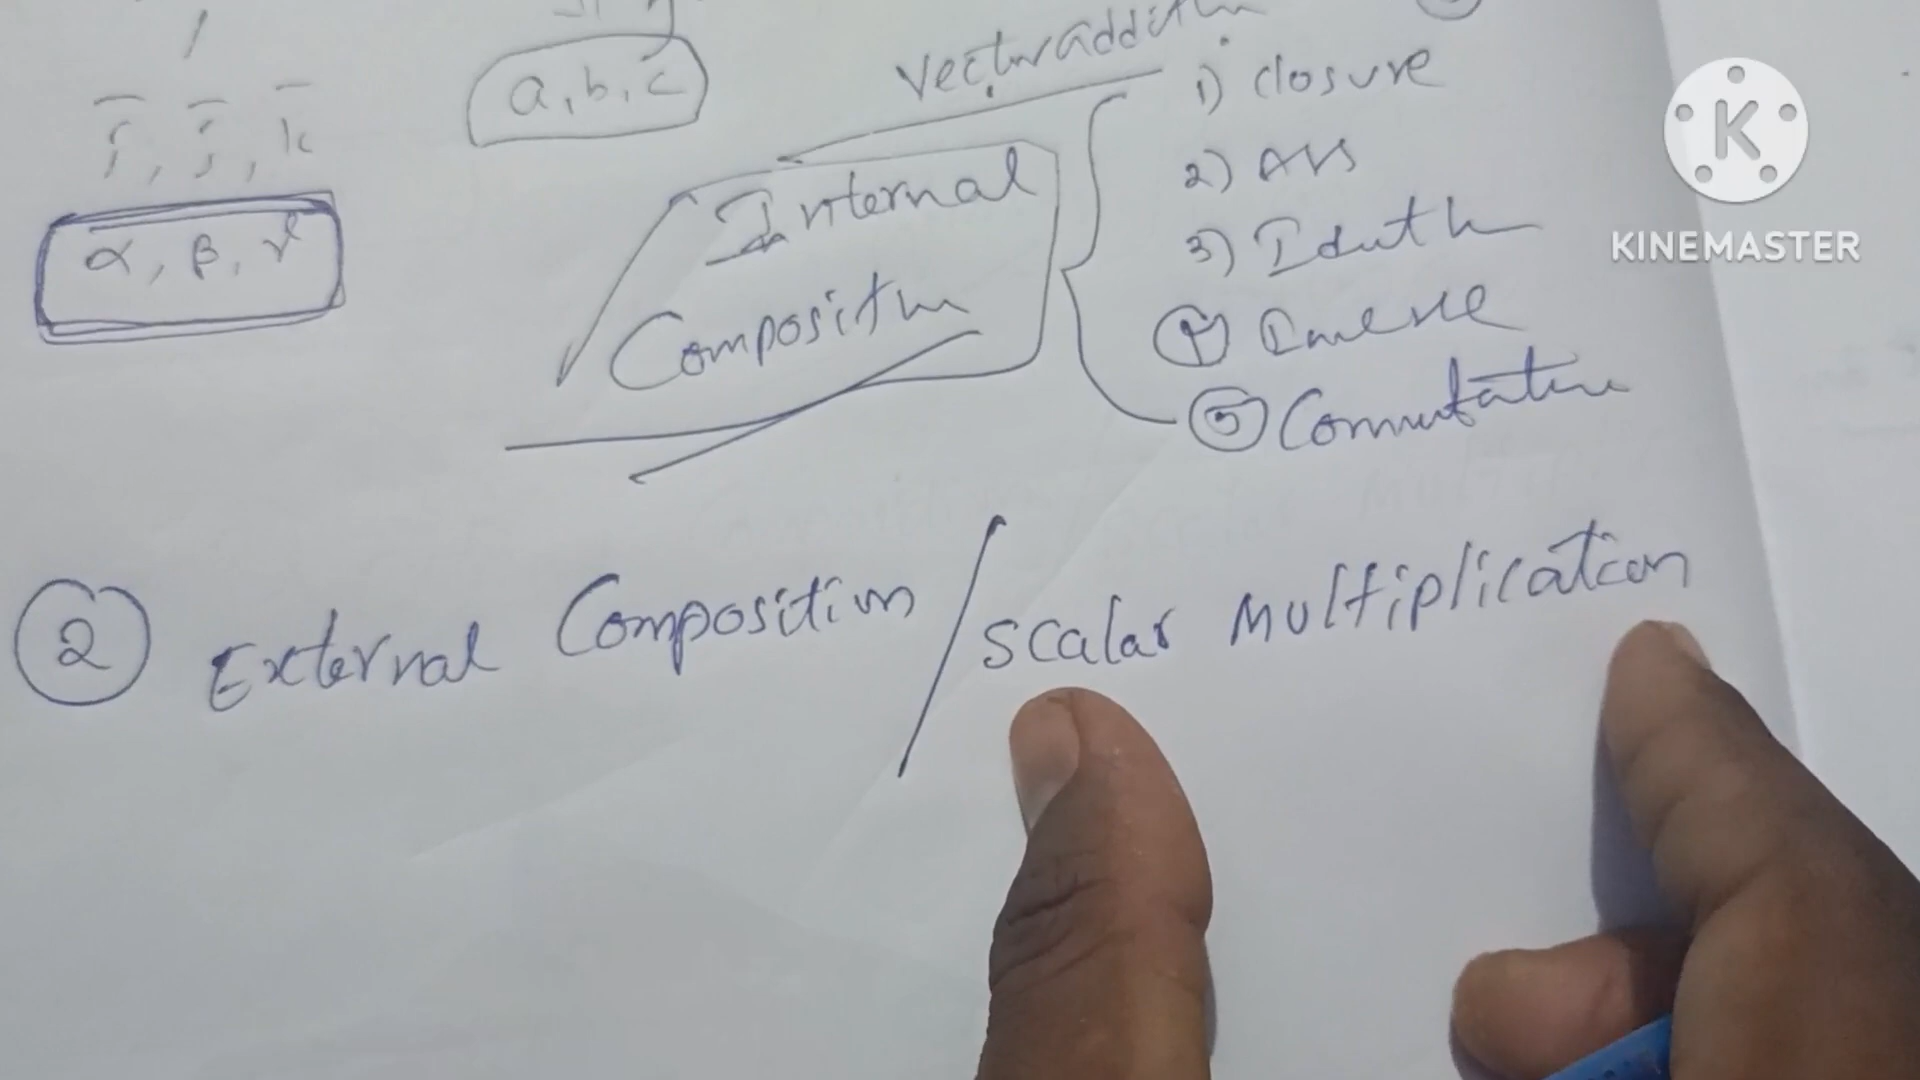 a, b, c
Vector addition
i, j, k
α, β, γ
Internal
Composition
1) closure
2) Ass
3) Identity
4) Inverse
5) Commutative
K
KINEMASTER
2 External Composition / scalar multiplication